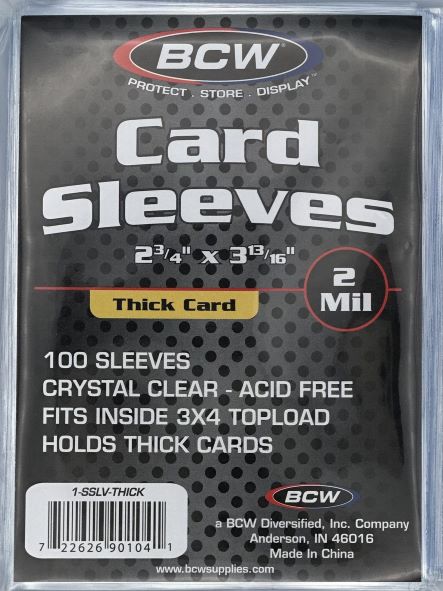 BCW
PROTECT . STORE . DISPLAY™
Card
Sleeves
2 3/4" x 3 13/16"
Thick Card
2
Mil
100 SLEEVES
CRYSTAL CLEAR - ACID FREE
FITS INSIDE 3X4 TOPLOAD
HOLDS THICK CARDS
1-SSLV-THICK
7 22626 90104 1
BCW
a BCW Diversified, Inc. Company
Anderson, IN 46016
Made In China
www.bcwsupplies.com